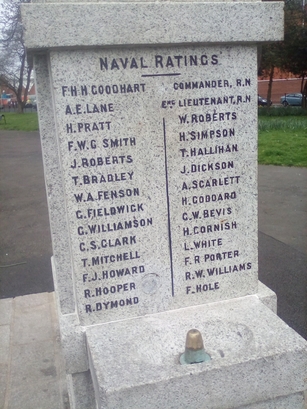 NAVAL RATINGS
F.H.H. GOODHART COMMANDER, R.N
A.E. LANE ENG LIEUTENANT, R.N
H. PRATT
F.W.G. SMITH
J. ROBERTS
T. BRADLEY
W.A. FENSON
G. FIELDWICK
G. WILLIAMSON
C.S. CLARK
T. MITCHELL
F.J. HOWARD
R. HOOPER
R. DYMOND
W. ROBERTS
H. SIMPSON
T. HALLIHAN
J. DICKSON
A. SCARLETT
H. GODDARD
G.W. BEVIS
H. CORNISH
L. WHITE
F.R PORTER
R.W. WILLIAMS
F. HOLE